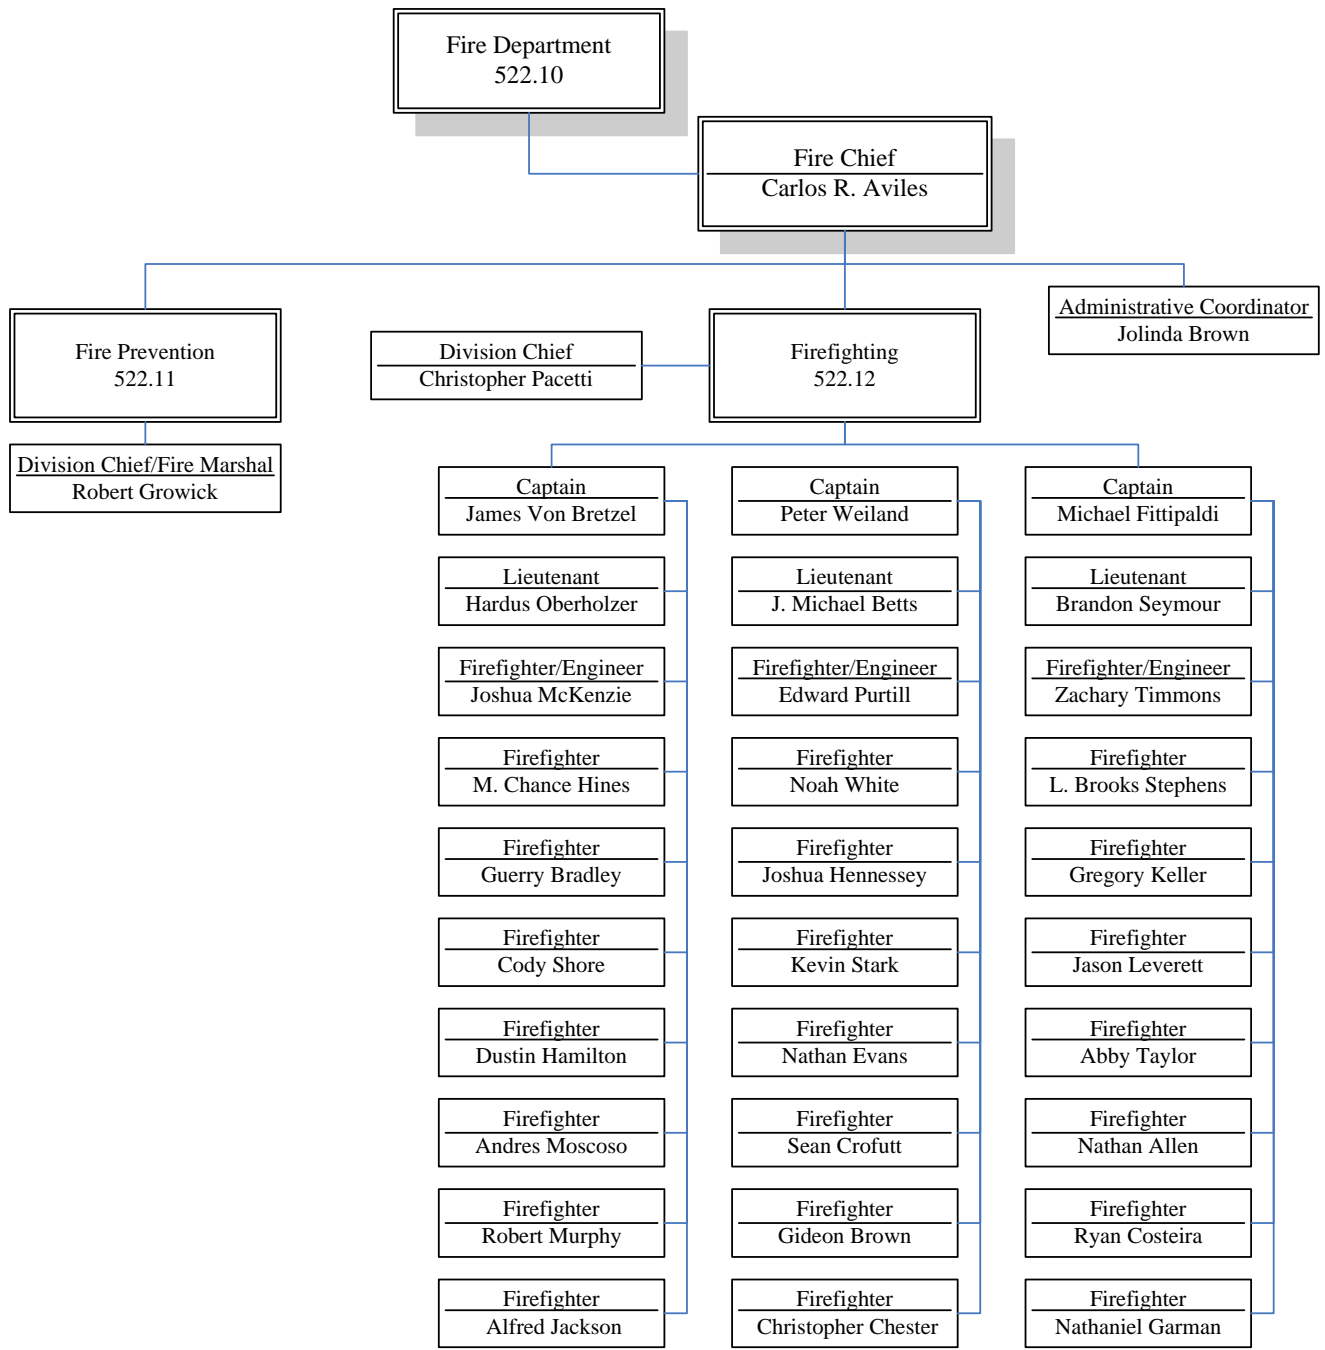 Fire Department
522.10
Fire Chief
Carlos R. Aviles
Administrative Coordinator
Jolinda Brown
Fire Prevention
522.11
Division Chief
Christopher Pacetti
Firefighting
522.12
Division Chief/Fire Marshal
Robert Growick
Captain
James Von Bretzel
Lieutenant
Hardus Oberholzer
Firefighter/Engineer
Joshua McKenzie
Firefighter
M. Chance Hines
Firefighter
Guerry Bradley
Firefighter
Cody Shore
Firefighter
Dustin Hamilton
Firefighter
Andres Moscoso
Firefighter
Robert Murphy
Firefighter
Alfred Jackson
Captain
Peter Weiland
Lieutenant
J. Michael Betts
Firefighter/Engineer
Edward Purtill
Firefighter
Noah White
Firefighter
Joshua Hennessey
Firefighter
Kevin Stark
Firefighter
Nathan Evans
Firefighter
Sean Crofutt
Firefighter
Gideon Brown
Firefighter
Christopher Chester
Captain
Michael Fittipaldi
Lieutenant
Brandon Seymour
Firefighter/Engineer
Zachary Timmons
Firefighter
L. Brooks Stephens
Firefighter
Gregory Keller
Firefighter
Jason Leverett
Firefighter
Abby Taylor
Firefighter
Nathan Allen
Firefighter
Ryan Costeira
Firefighter
Nathaniel Garman